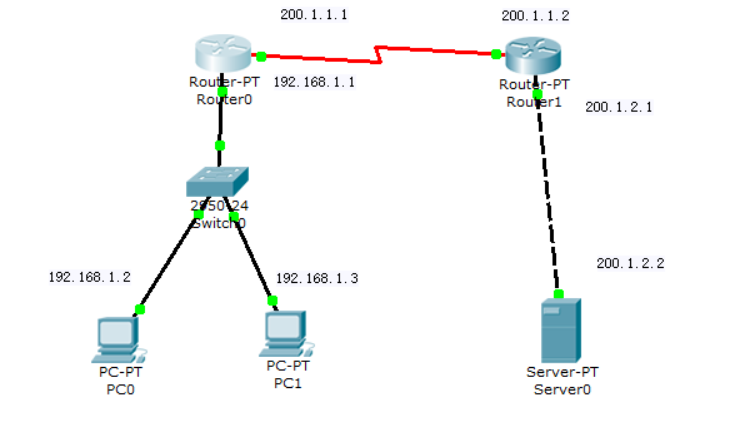 200.1.1.1
200.1.1.2
Router-PT
Router0
192.168.1.1
Router-PT
Router1
200.1.2.1
2950-24
Switch0
192.168.1.2
192.168.1.3
200.1.2.2
PC-PT
PC0
PC-PT
PC1
Server-PT
Server0